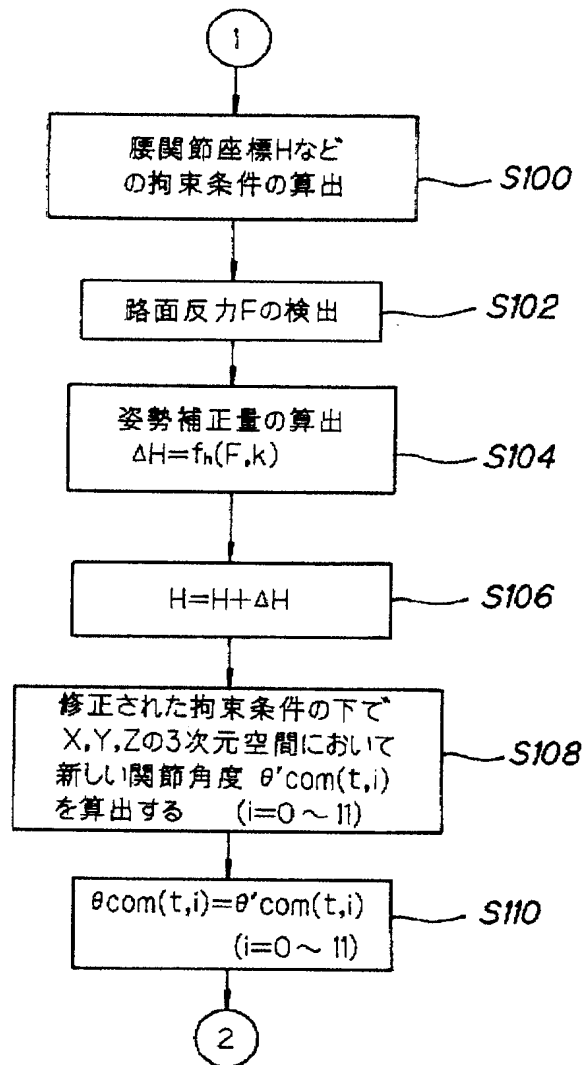 1
腰関節座標Hなど
の拘束条件の算出
S100
路面反力Fの検出
S102
姿勢補正量の算出
ΔH=fh(F,k)
S104
H=H+ΔH
S106
修正された拘束条件の下で
X,Y,Zの3次元空間において
新しい関節角度 θ'com(t,i)
を算出する (i=0～11)
S108
θcom(t,i)=θ'com(t,i)
(i=0～11)
S110
2